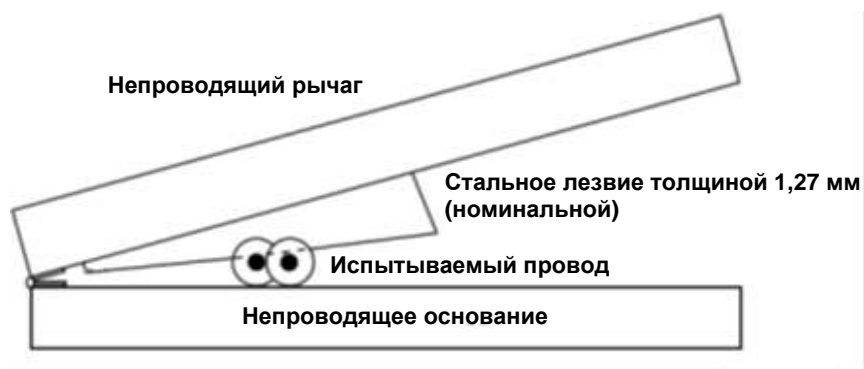 Непроводящий рычаг
Стальное лезвие толщиной 1,27 мм
(номинальной)
Испытываемый провод
Непроводящее основание